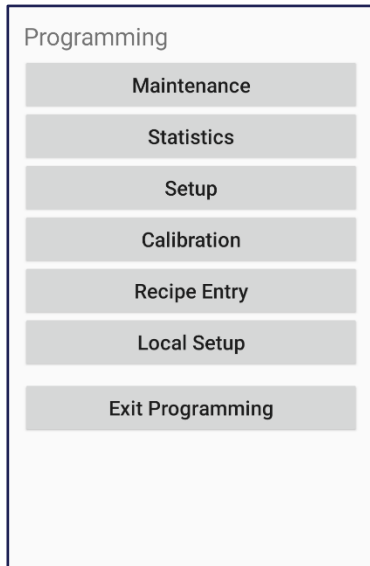 Programming
Maintenance
Statistics
Setup
Calibration
Recipe Entry
Local Setup
Exit Programming